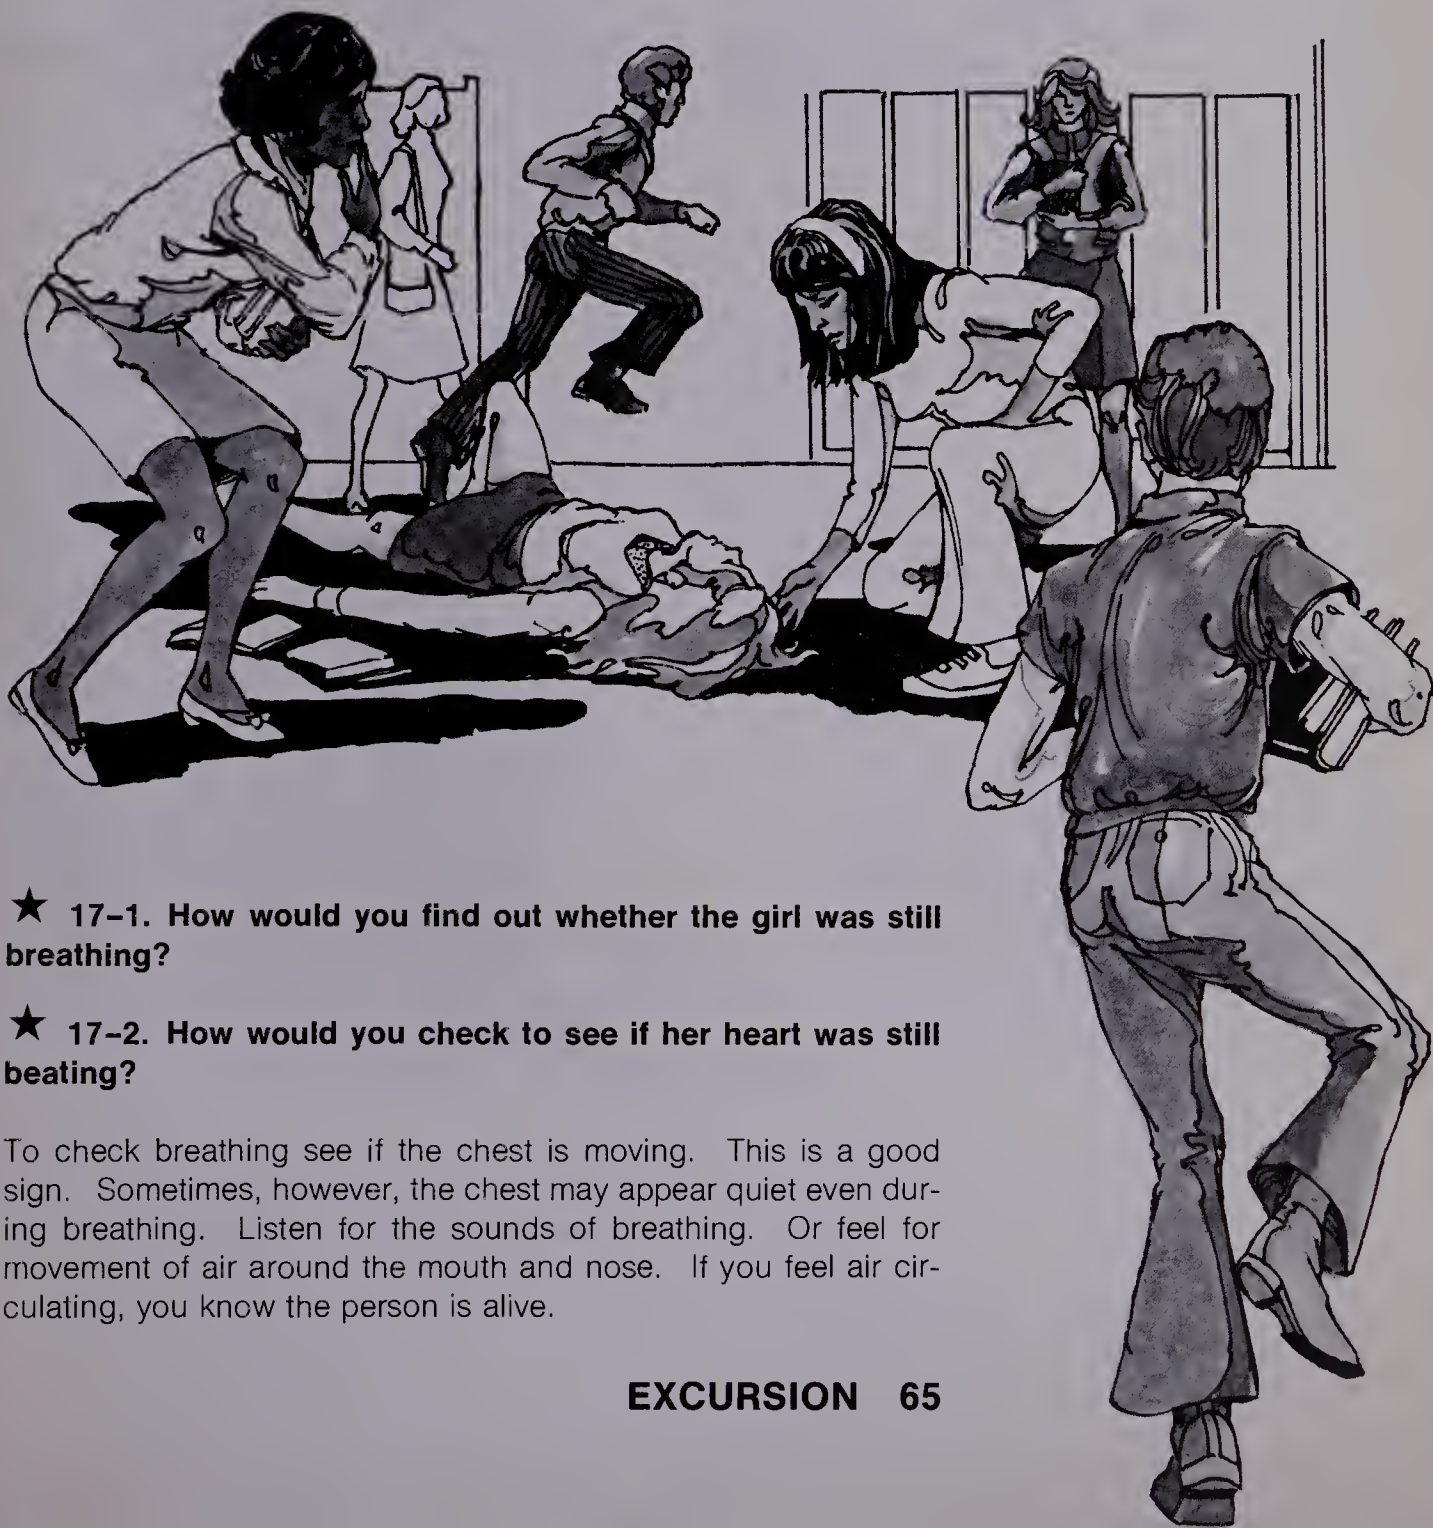 ★ 17–1. How would you find out whether the girl was still
breathing?
★ 17–2. How would you check to see if her heart was still
beating?
To check breathing see if the chest is moving. This is a good
sign. Sometimes, however, the chest may appear quiet even dur-
ing breathing. Listen for the sounds of breathing. Or feel for
movement of air around the mouth and nose. If you feel air cir-
culating, you know the person is alive.
EXCURSION 65